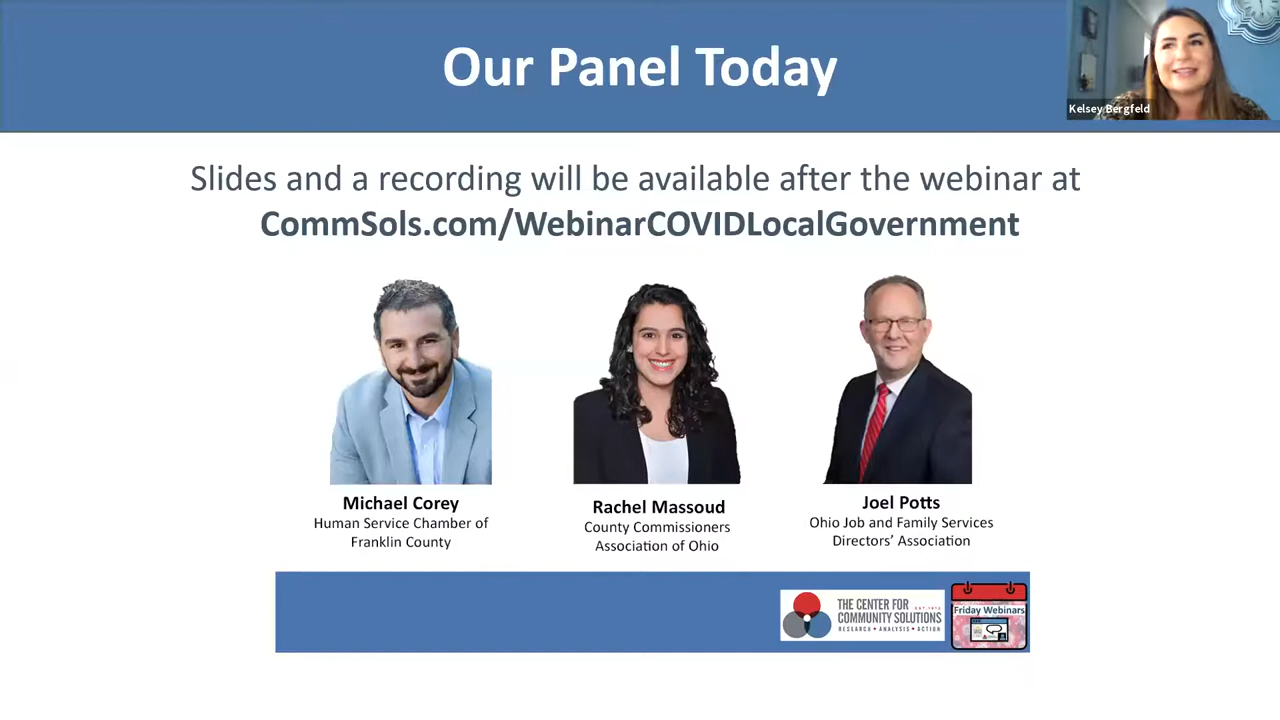 Our Panel Today
Kelsey Bergfeld
Slides and a recording will be available after the webinar at
CommSols.com/WebinarCOVIDLocalGovernment
Michael Corey
Human Service Chamber of
Franklin County
Rachel Massoud
County Commissioners
Association of Ohio
Joel Potts
Ohio Job and Family Services
Directors’ Association
THE CENTER FOR
COMMUNITY SOLUTIONS
RESEARCH • ANALYSIS • ACTION
Friday Webinars